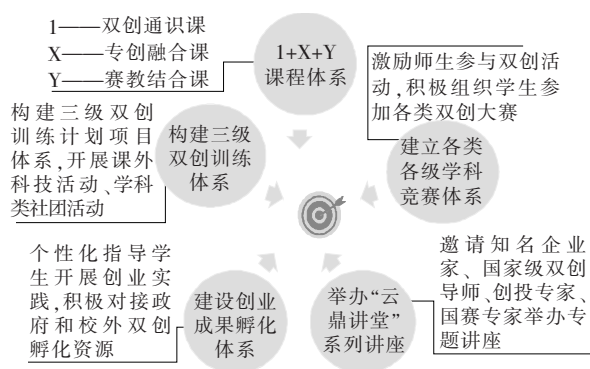 1——双创通识课
X——专创融合课
Y——赛教结合课
1+X+Y
课程体系
激励师生参与双创活
动,积极组织学生参
加各类双创大赛
构建三级双创
训练计划项目
体系,开展课外
科技活动、学科
类社团活动
构建三级
双创训练
体系
建立各类
各级学科
竞赛体系
个性化指导学
生开展创业实
践,积极对接政
府和校外双创
孵化资源
建设创业
成果孵化
体系
举办“云
鼎讲堂”
系列讲座
邀请知名企业
家、国家级双创
导师、创投专家、
国赛专家举办专
题讲座